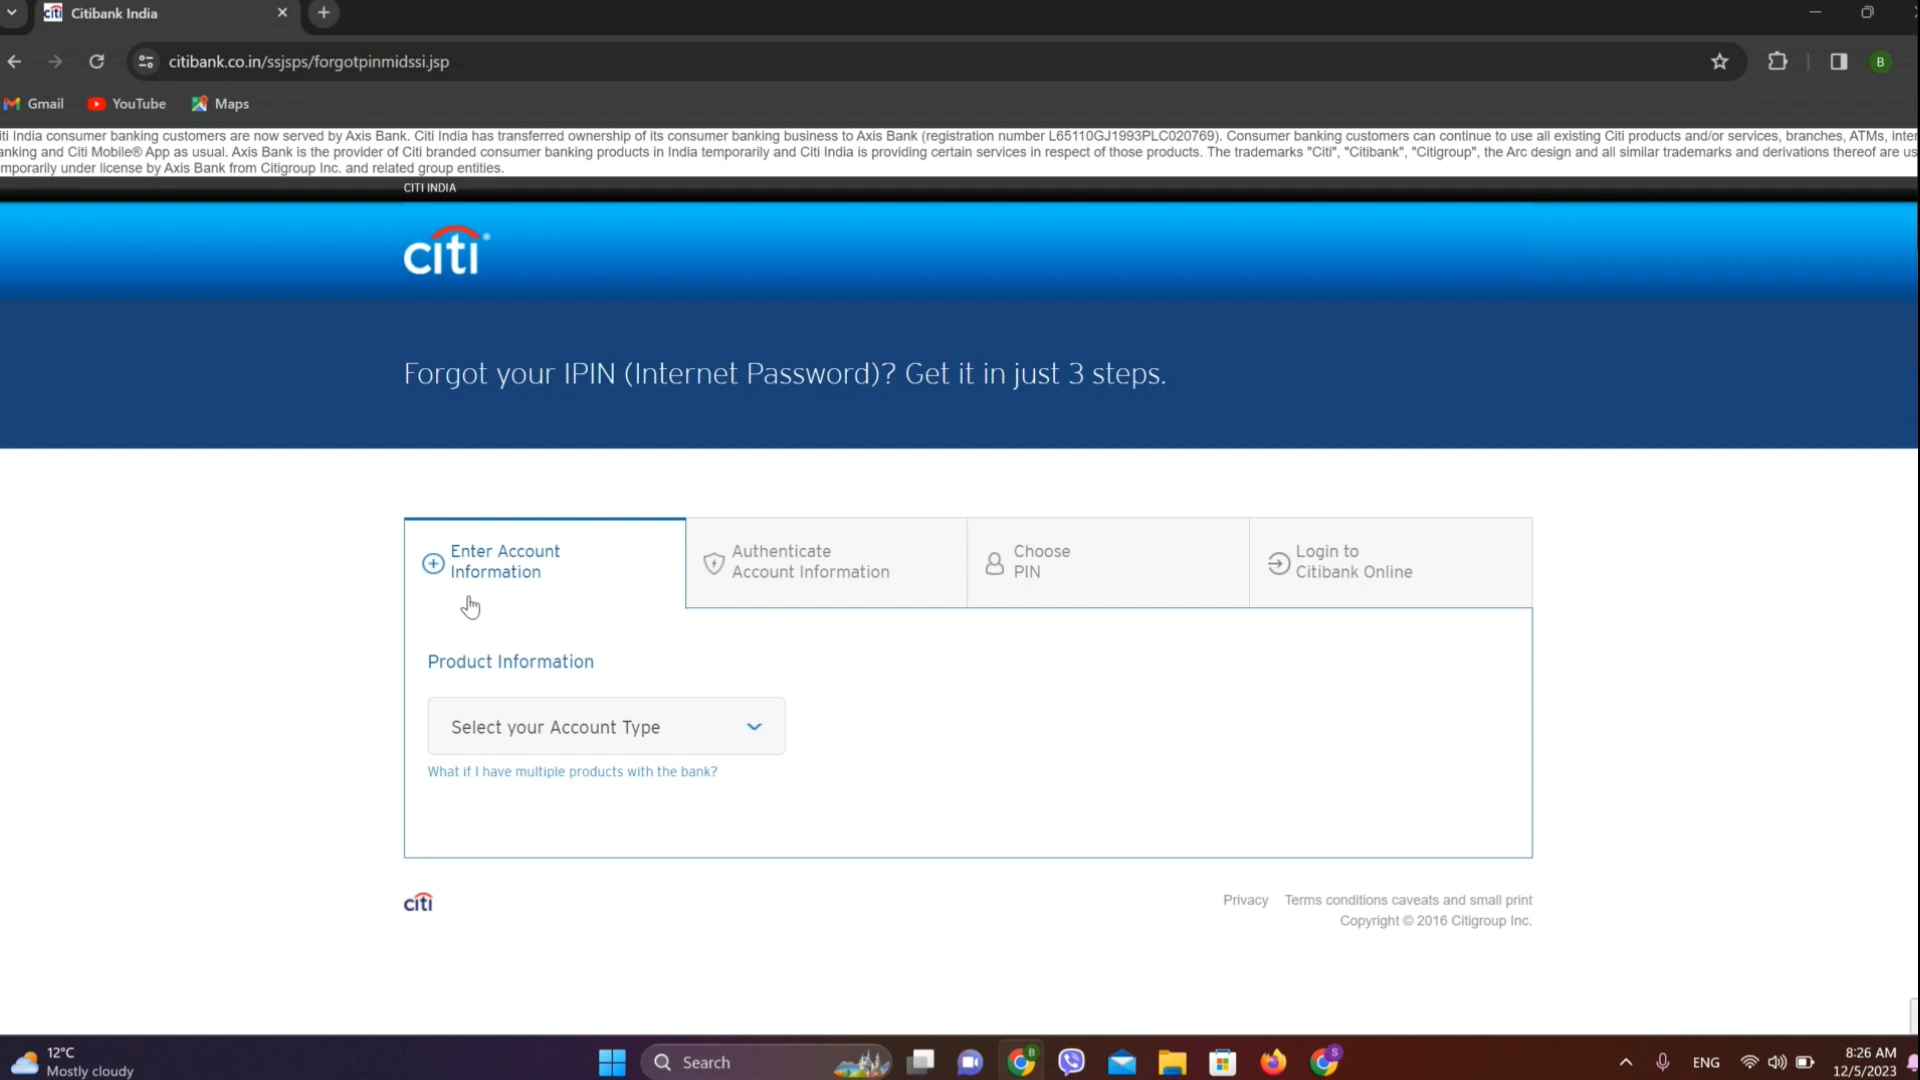 Citibank India
citibank.co.in/ssjsps/forgotpinmidssi.jsp
B
Gmail YouTube Maps
iti India consumer banking customers are now served by Axis Bank. Citi India has transferred ownership of its consumer banking business to Axis Bank (registration number L65110GJ1993PLC020769). Consumer banking customers can continue to use all existing Citi products and/or services, branches, ATMs, inter
anking and Citi Mobile® App as usual. Axis Bank is the provider of Citi branded consumer banking products in India temporarily and Citi India is providing certain services in respect of those products. The trademarks "Citi", "Citibank", "Citigroup", the Arc design and all similar trademarks and derivations thereof are us
mporarily under license by Axis Bank from Citigroup Inc. and related group entities.
CITI INDIA
citi®
Forgot your IPIN (Internet Password)? Get it in just 3 steps.
Enter Account
Information
Authenticate
Account Information
Choose
PIN
Login to
Citibank Online
Product Information
Select your Account Type
What if I have multiple products with the bank?
citi
Privacy Terms conditions caveats and small print
Copyright © 2016 Citigroup Inc.
12°C
Mostly cloudy
Search
ENG
8:26 AM
12/5/2023